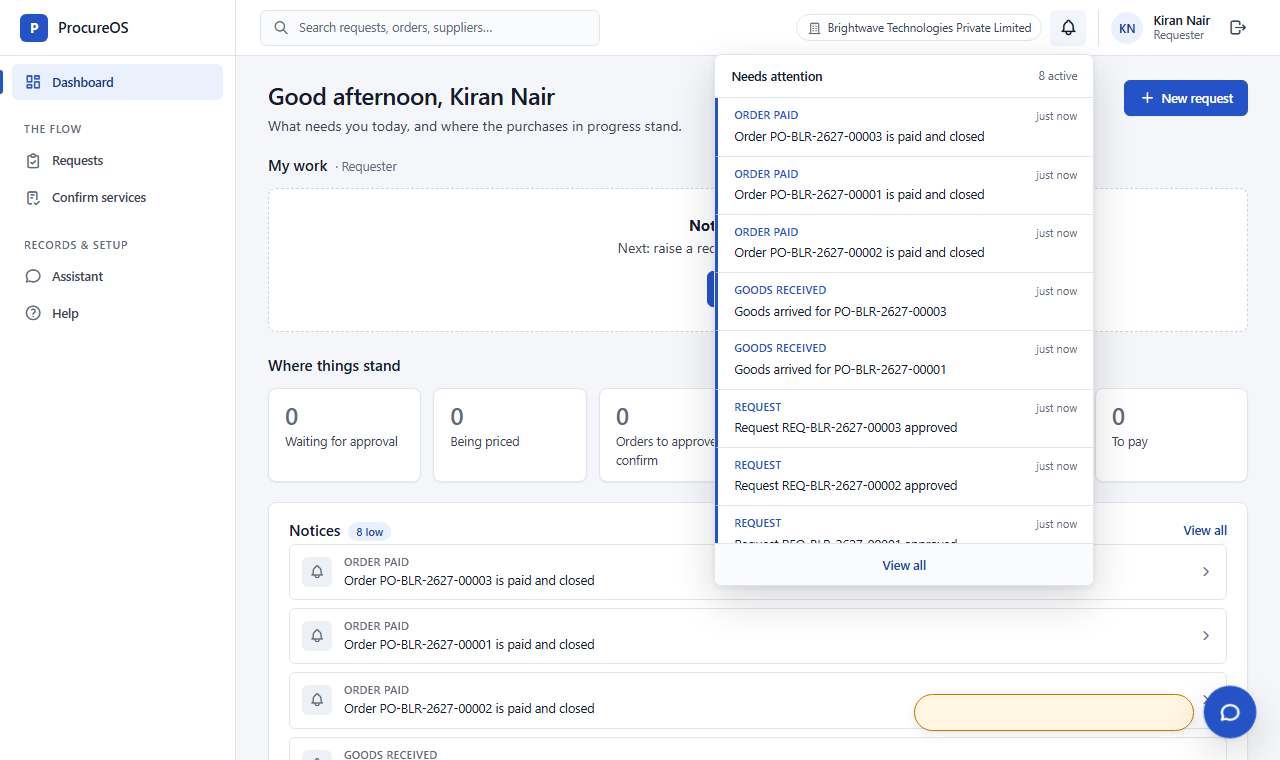 P ProcureOS
Search requests, orders, suppliers...
Brightwave Technologies Private Limited
KN
Kiran Nair
Requester
Dashboard
THE FLOW
Requests
Confirm services
RECORDS & SETUP
Assistant
Help
Good afternoon, Kiran Nair
What needs you today, and where the purchases in progress stand.
New request
My work · Requester
Next: raise a
Where things stand
0
Waiting for approval
0
Being priced
0
Orders to approve
confirm
0
To pay
Needs attention
8 active
ORDER PAID
just now
Order PO-BLR-2627-00003 is paid and closed
ORDER PAID
just now
Order PO-BLR-2627-00001 is paid and closed
ORDER PAID
just now
Order PO-BLR-2627-00002 is paid and closed
GOODS RECEIVED
just now
Goods arrived for PO-BLR-2627-00003
GOODS RECEIVED
just now
Goods arrived for PO-BLR-2627-00001
REQUEST
just now
Request REQ-BLR-2627-00003 approved
REQUEST
just now
Request REQ-BLR-2627-00002 approved
REQUEST
just now
Request REQ-BLR-2627-00001 approved
View all
Notices 8 low
View all
ORDER PAID
Order PO-BLR-2627-00003 is paid and closed
ORDER PAID
Order PO-BLR-2627-00001 is paid and closed
ORDER PAID
Order PO-BLR-2627-00002 is paid and closed
GOODS RECEIVED